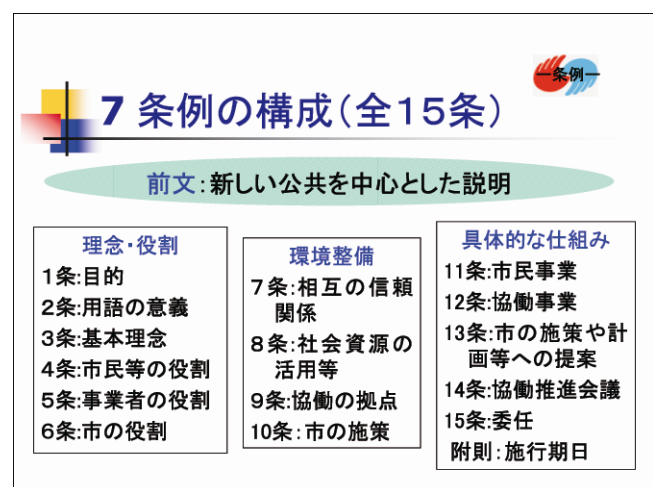 ー条例ー
7 条例の構成(全15条)
前文:新しい公共を中心とした説明
理念・役割
1条:目的
2条:用語の意義
3条:基本理念
4条:市民等の役割
5条:事業者の役割
6条:市の役割
環境整備
7条:相互の信頼
関係
8条:社会資源の
活用等
9条:協働の拠点
10条:市の施策
具体的な仕組み
11条:市民事業
12条:協働事業
13条:市の施策や計
画等への提案
14条:協働推進会議
15条:委任
附則:施行期日